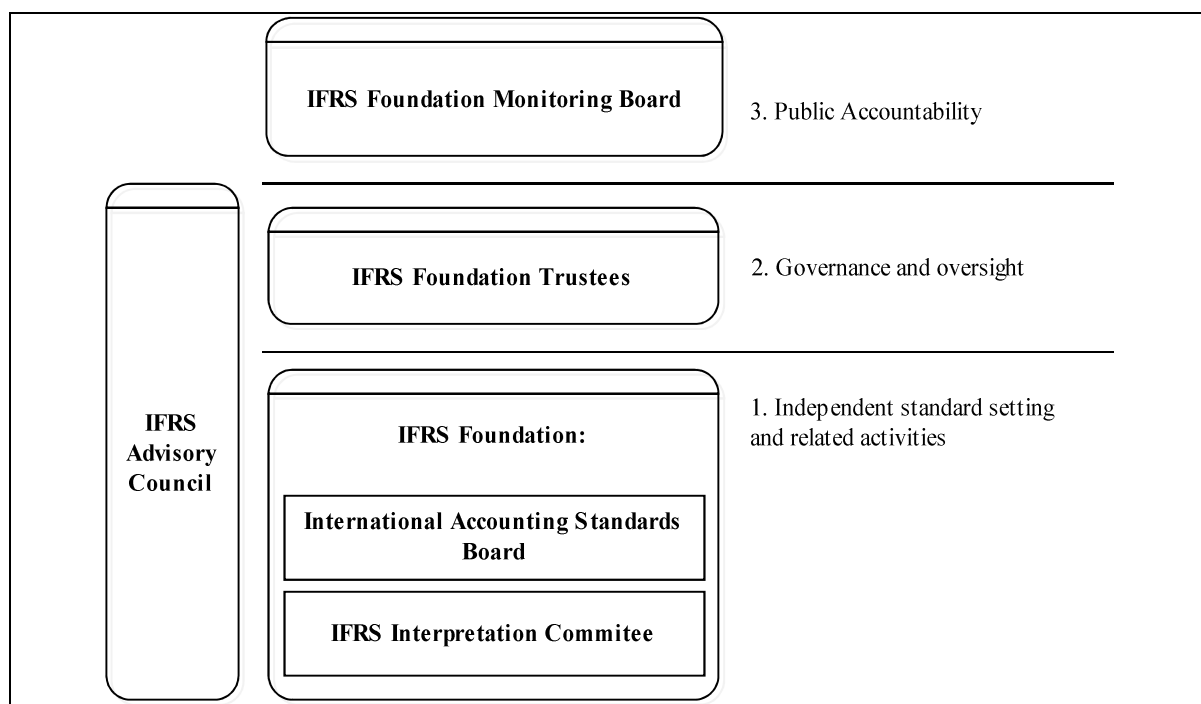 IFRS Foundation Monitoring Board
3. Public Accountability
IFRS Foundation Trustees
2. Governance and oversight
IFRS
Advisory
Council
IFRS Foundation:
1. Independent standard setting
and related activities
International Accounting Standards
Board
IFRS Interpretation Commitee